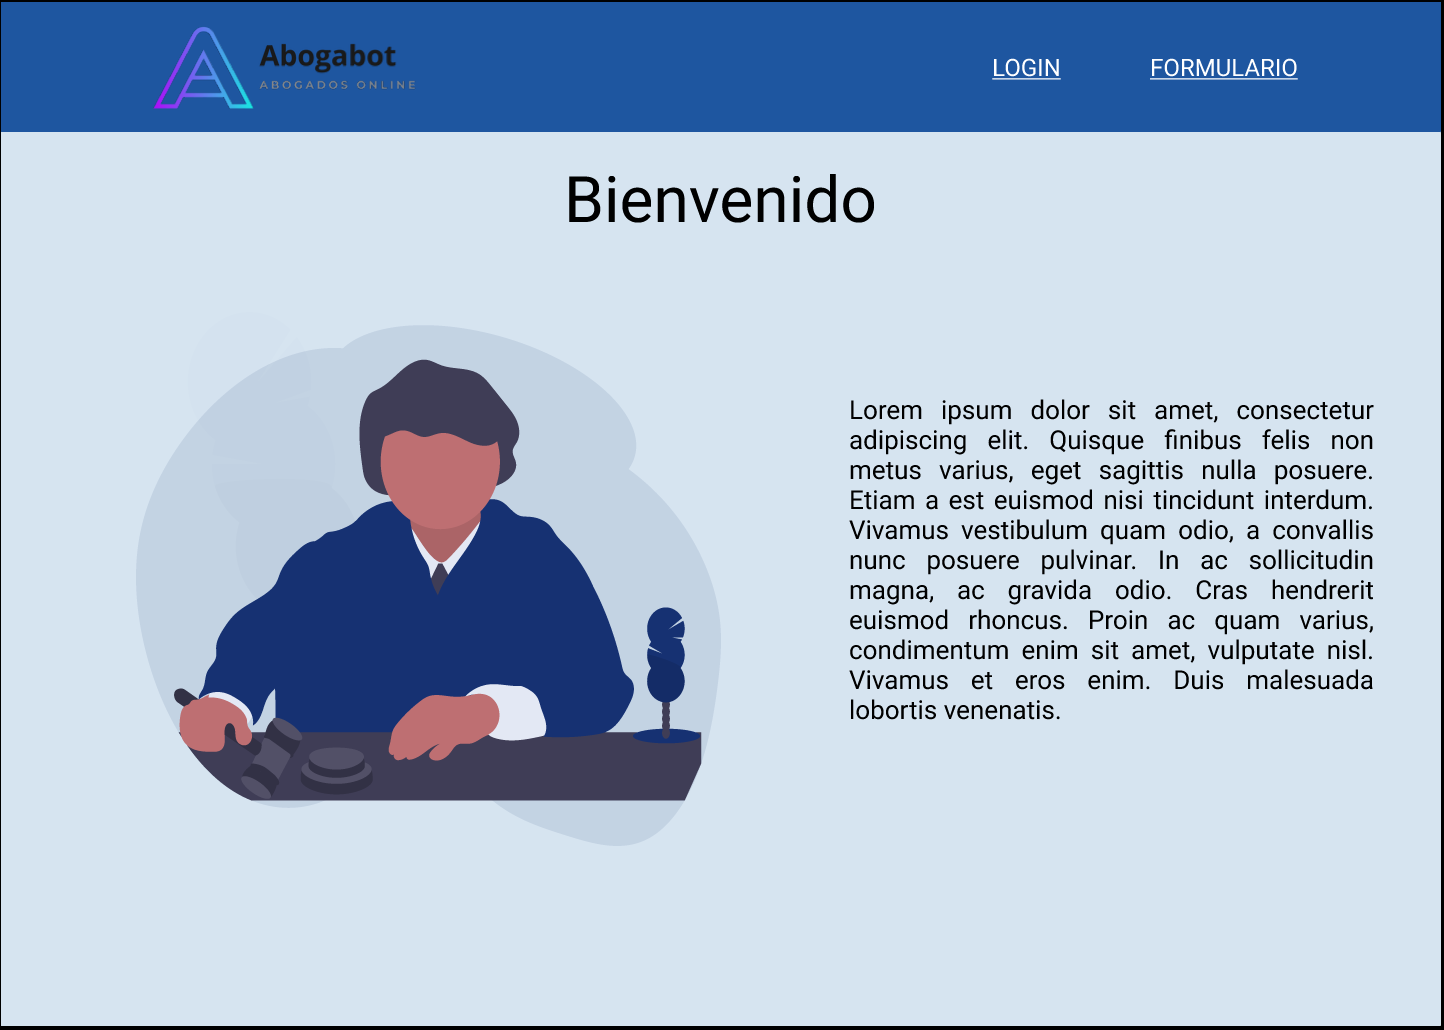 Abogabot
ABOGADOS ONLINE
LOGIN
FORMULARIO
Bienvenido
Lorem ipsum dolor sit amet, consectetur
adipiscing elit. Quisque finibus felis non
metus varius, eget sagittis nulla posuere.
Etiam a est euismod nisi tincidunt interdum.
Vivamus vestibulum quam odio, a convallis
nunc posuere pulvinar. In ac sollicitudin
magna, ac gravida odio. Cras hendrerit
euismod rhoncus. Proin ac quam varius,
condimentum enim sit amet, vulputate nisl.
Vivamus et eros enim. Duis malesuada
lobortis venenatis.